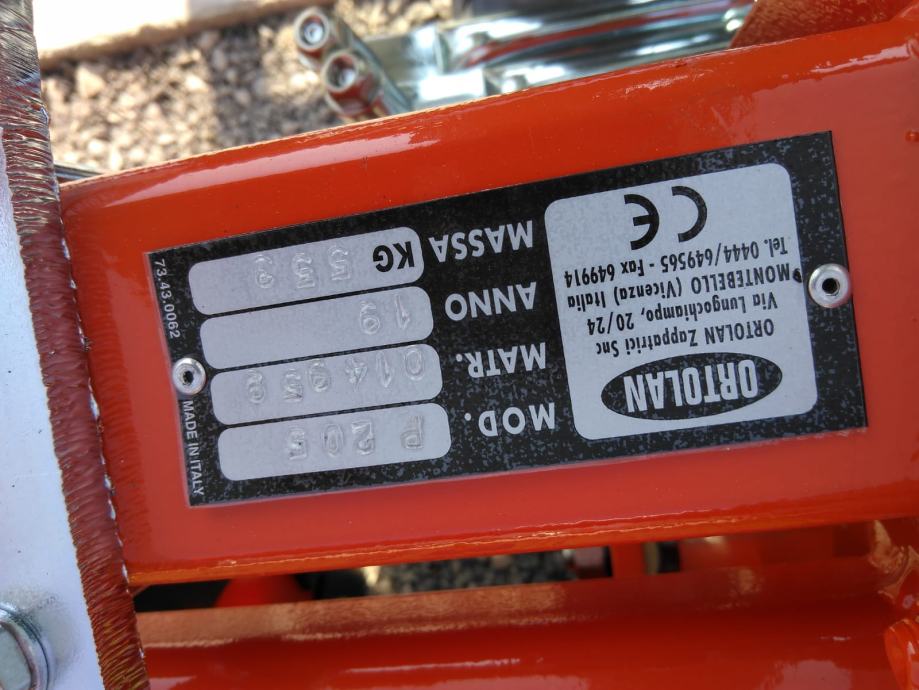 ORTOLAN
ORTOLAN Zappatrici Snc
Via Lungochiampo, 20/24
MONTEBELLO (Vicenza) Italia
Tel. 0444/649565 - Fax 649914
CE
MOD. P 205
MATR.
ANNO 19
MASSA KG
MADE IN ITALY
73.43.0062